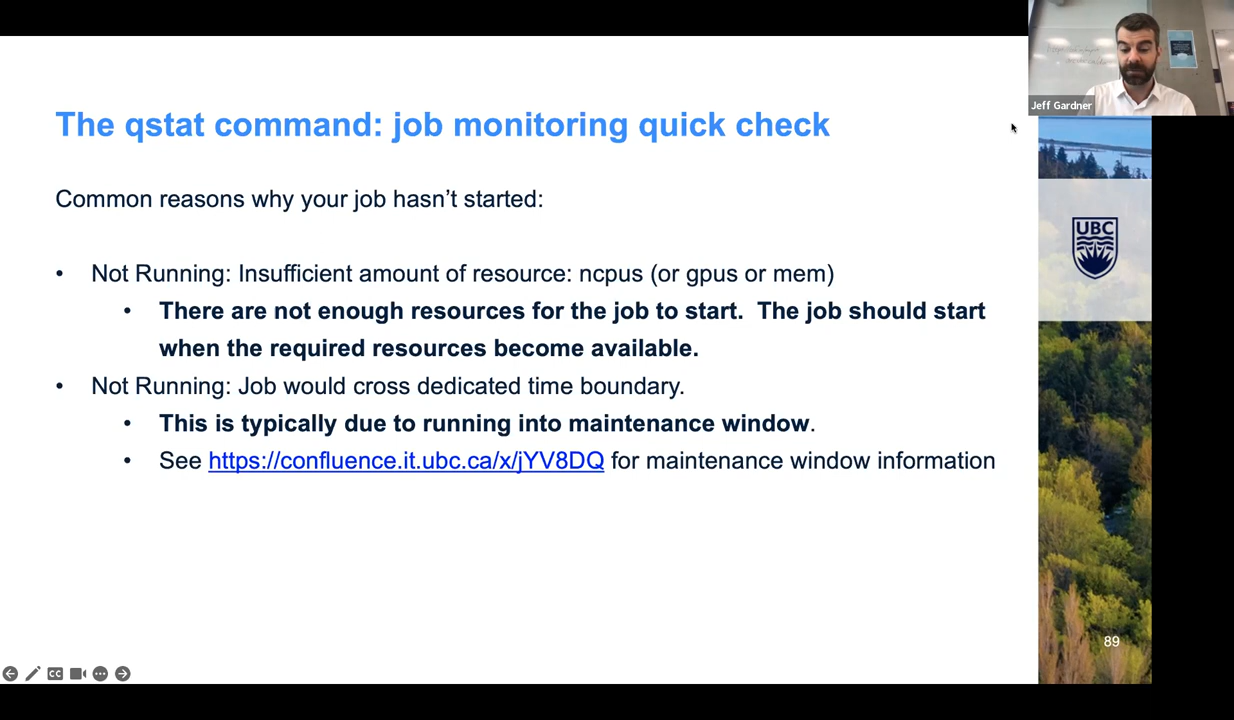 The qstat command: job monitoring quick check
Common reasons why your job hasn’t started:
• Not Running: Insufficient amount of resource: ncpus (or gpus or mem)
• There are not enough resources for the job to start. The job should start
when the required resources become available.
• Not Running: Job would cross dedicated time boundary.
• This is typically due to running into maintenance window.
• See https://confluence.it.ubc.ca/x/jYV8DQ for maintenance window information
Jeff Gardner
UBC
89
CC